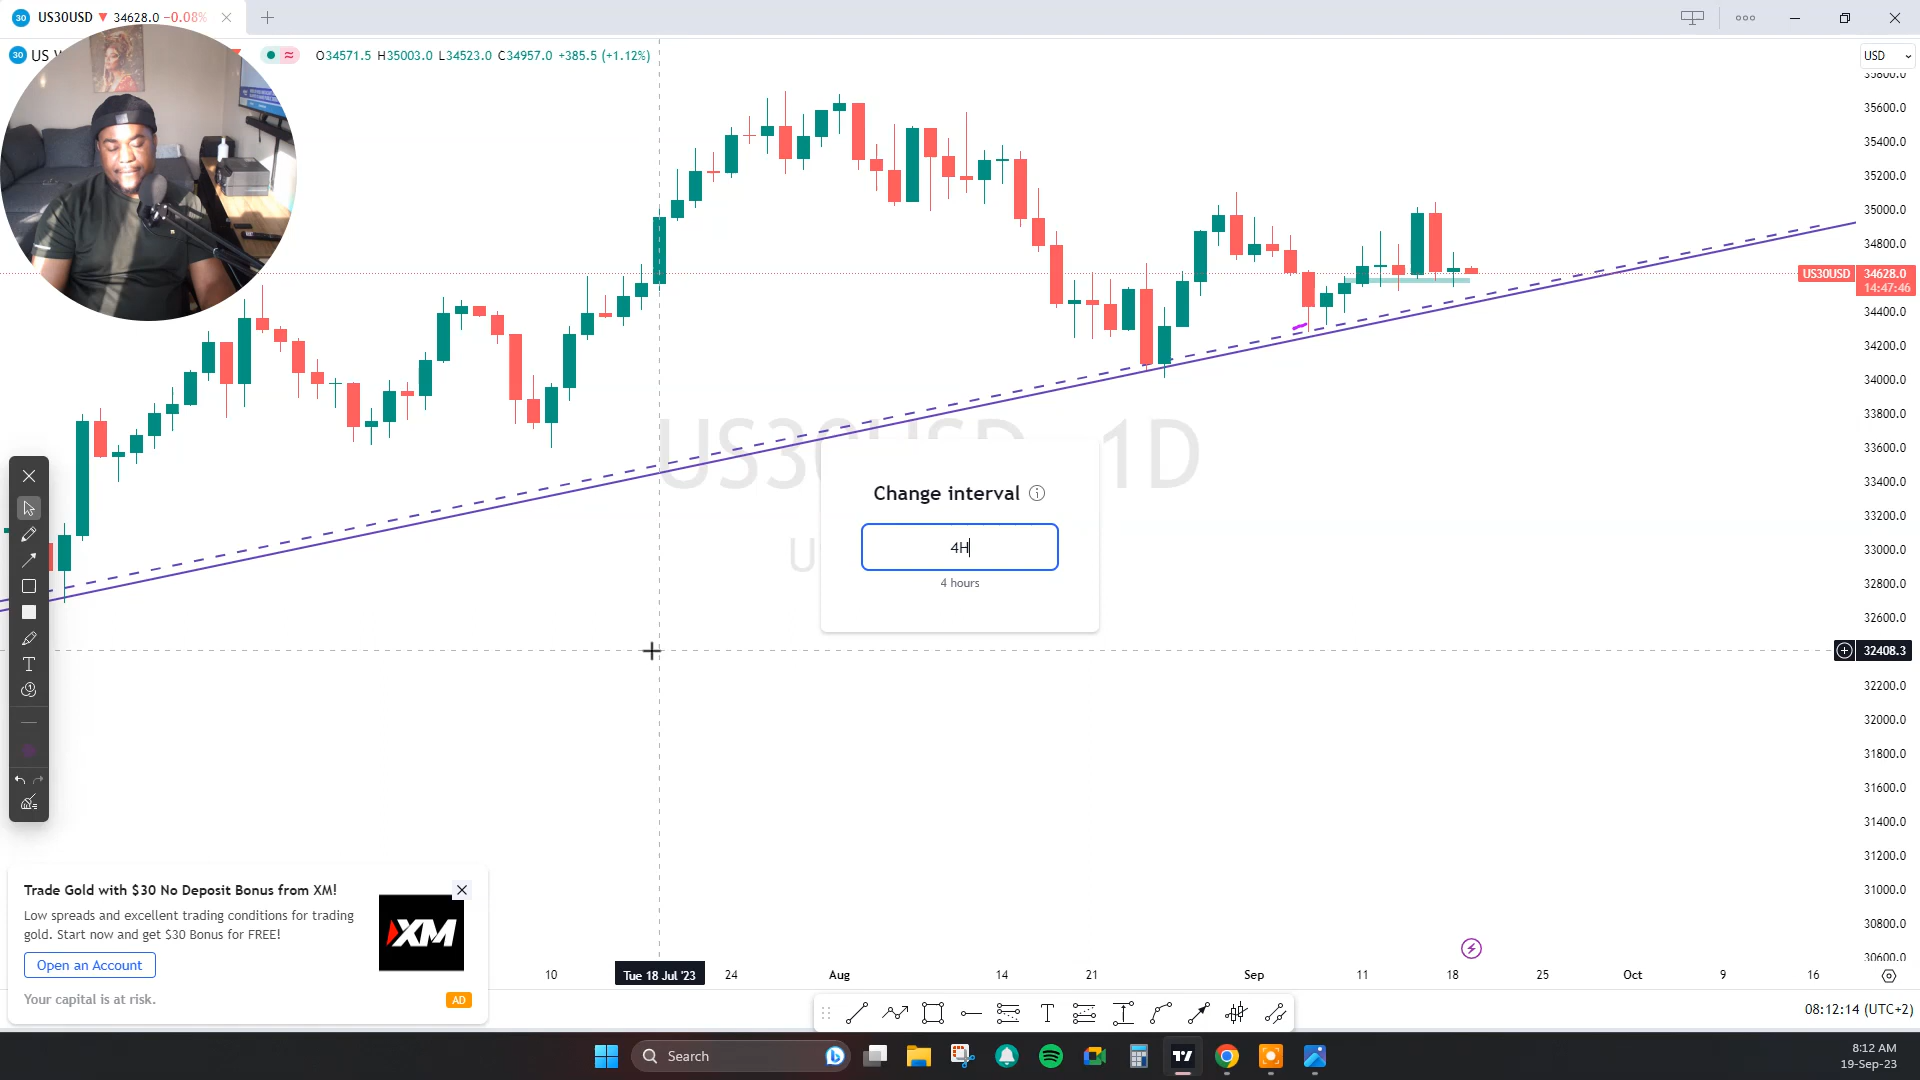 30 US30USD 34628.0 −0.08%
30 US O34571.5 H35003.0 L34523.0 C34957.0 +385.5 (+1.12%)
USD
35800.0
35600.0
35400.0
35200.0
35000.0
34800.0
US30USD 34628.0
14:47:46
34400.0
34200.0
34000.0
33800.0
33600.0
33400.0
33200.0
33000.0
32800.0
32600.0
32408.3
32200.0
32000.0
31800.0
31600.0
31400.0
31200.0
31000.0
30800.0
30600.0
US30USD 1D
Change interval
4H
4 hours
Trade Gold with $30 No Deposit Bonus from XM!
Low spreads and excellent trading conditions for trading
gold. Start now and get $30 Bonus for FREE!
Open an Account
Your capital is at risk.
AD
XM
10 Tue 18 Jul '23 24 Aug 14 21 Sep 11 18 25 Oct 9 16
08:12:14 (UTC+2)
Search
8:12 AM
19-Sep-23